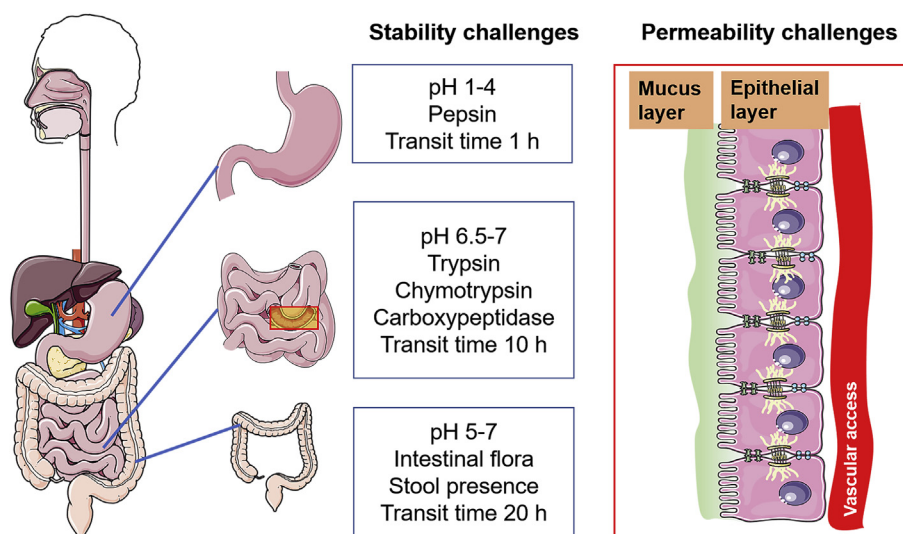 Stability challenges
pH 1-4
Pepsin
Transit time 1 h
pH 6.5-7
Trypsin
Chymotrypsin
Carboxypeptidase
Transit time 10 h
pH 5-7
Intestinal flora
Stool presence
Transit time 20 h
Permeability challenges
Mucus
layer
Epithelial
layer
Vascular access